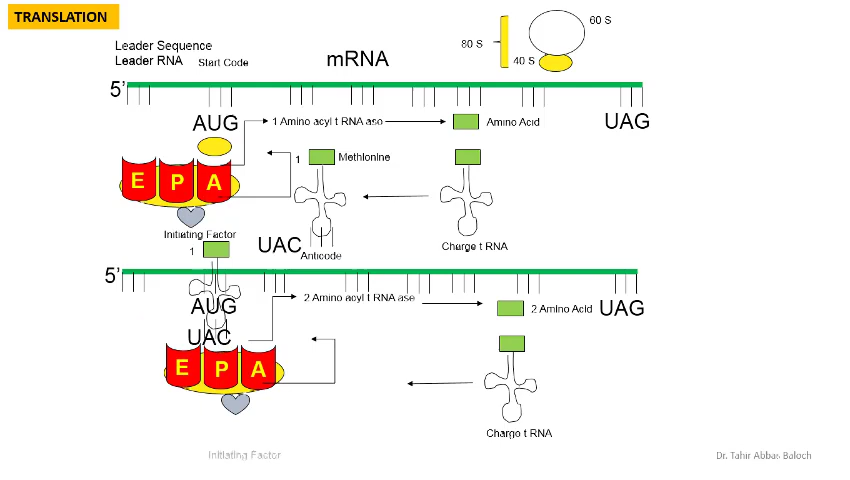 TRANSLATION
60 S
80 S
40 S
Leader Sequence
Leader RNA
Start Code
mRNA
5’
AUG
1 Amino acyl t RNA ase
Amino Acid
UAG
1
Methionine
E P A
Initiating Factor
1
UAC
Anticode
Charge t RNA
5’
AUG
2 Amino acyl t RNA ase
2 Amino Acid
UAG
UAC
E P A
Charge t RNA
Initiating Factor
Dr. Tahir Abbas Baloch